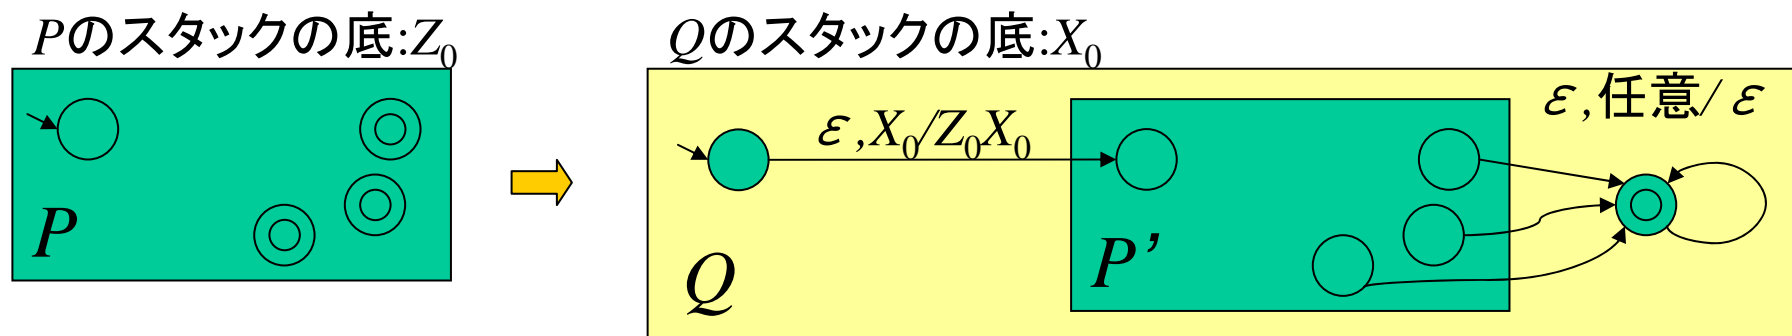 Pのスタックの底:Z₀
Qのスタックの底:X₀
ε,任意/ε
ε,X₀/Z₀X₀
P
P’
Q